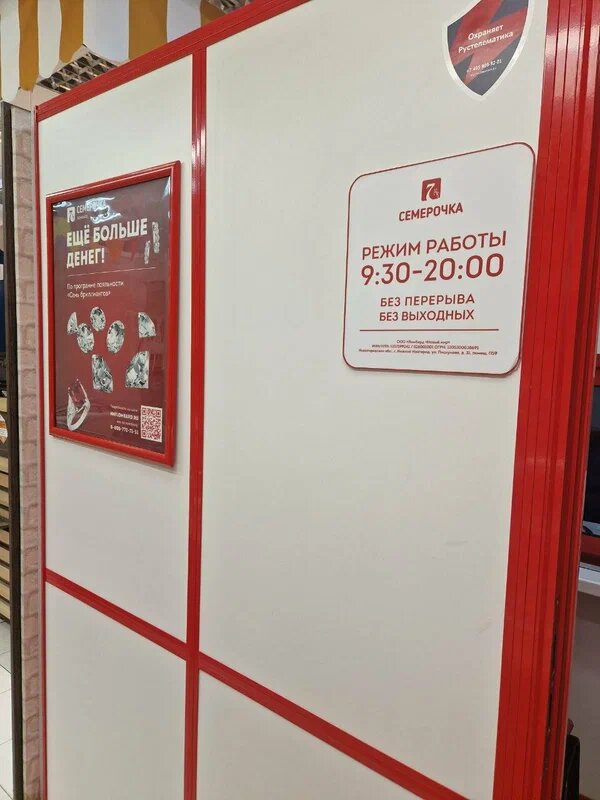 Охраняет
Рустелематика
7
СЕМЕРОЧКА
РЕЖИМ РАБОТЫ
9:30-20:00
БЕЗ ПЕРЕРЫВА
БЕЗ ВЫХОДНЫХ
СЕМЕРОЧКА
ЕЩЁ БОЛЬШЕ
ДЕНЕГ!
По программе лояльности
«Семь бриллиантов»